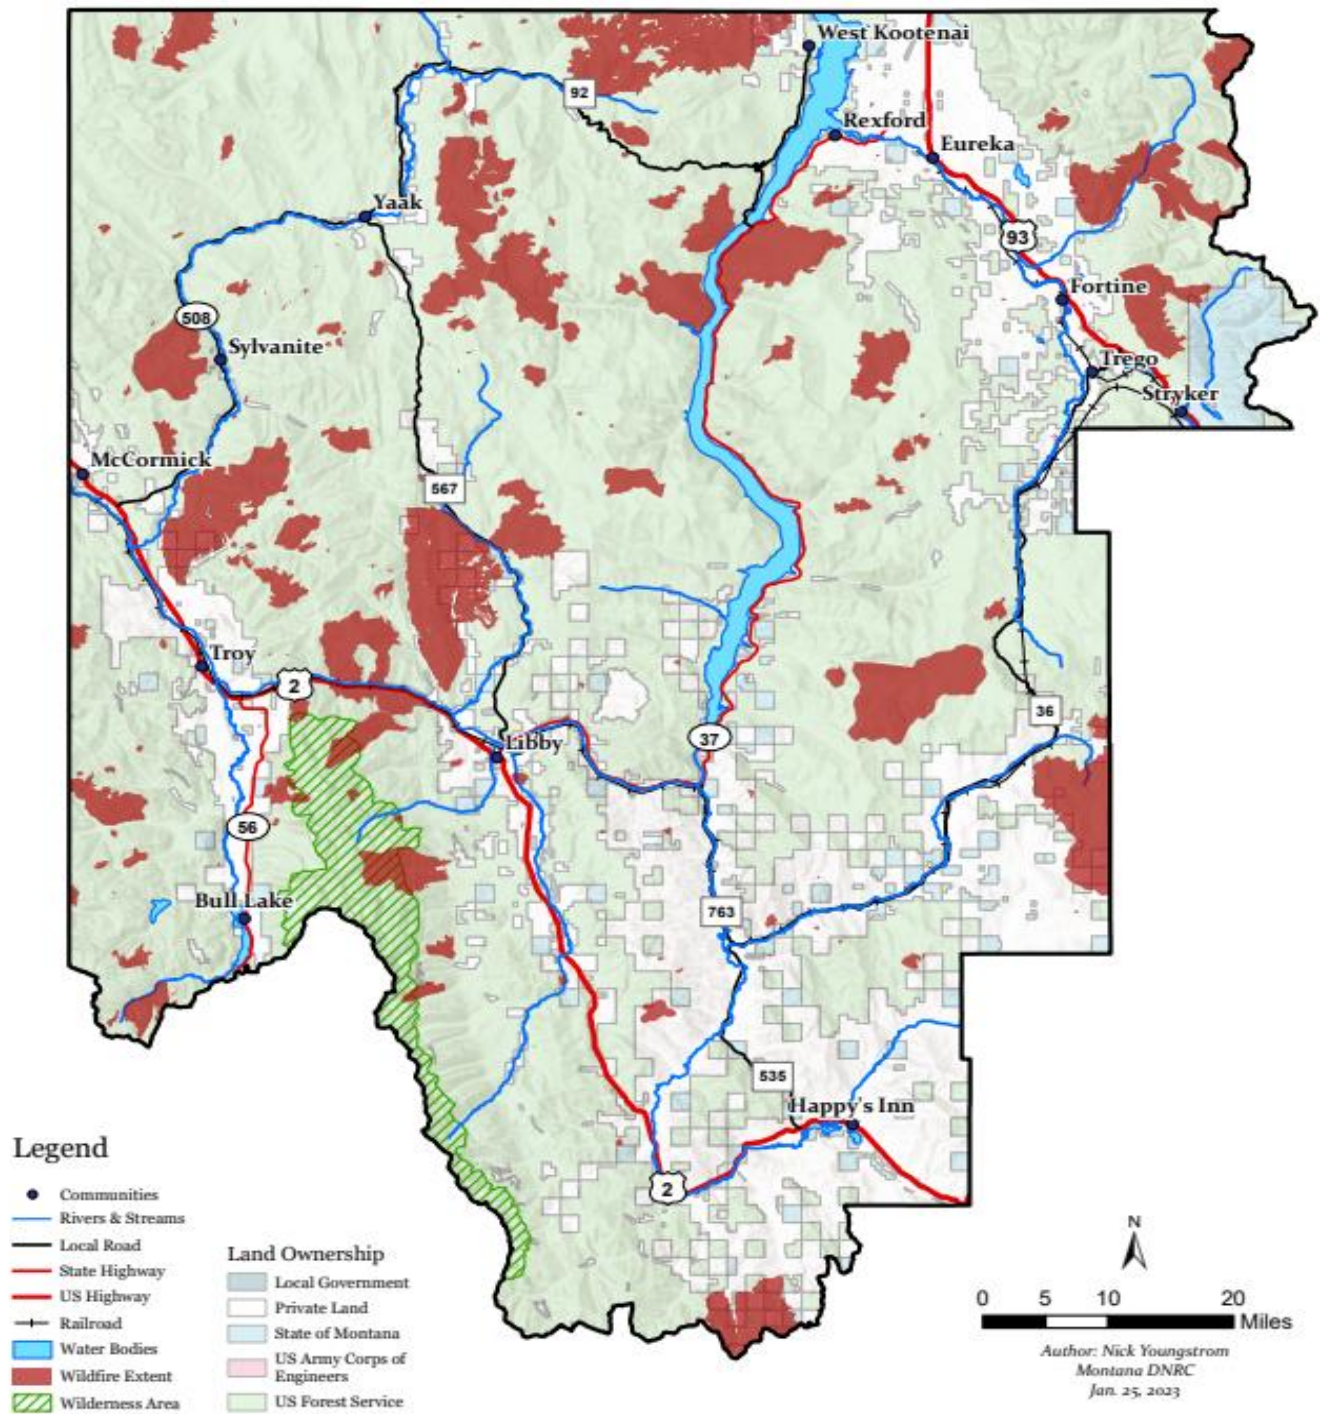 West Kootenai
92
Rexford
Eureka
Yaak
93
Fortine
508
Sylvanite
Trego
Stryker
McCormick
567
Troy
2
36
Libby
37
56
Bull Lake
763
535
Happy's Inn
2
Legend
Communities
Rivers & Streams
Local Road
State Highway
US Highway
Railroad
Water Bodies
Wildfire Extent
Wilderness Area
Land Ownership
Local Government
Private Land
State of Montana
US Army Corps of
Engineers
US Forest Service
N
0 5 10 20
Miles
Author: Nick Youngstrom
Montana DNRC
Jan. 25, 2023